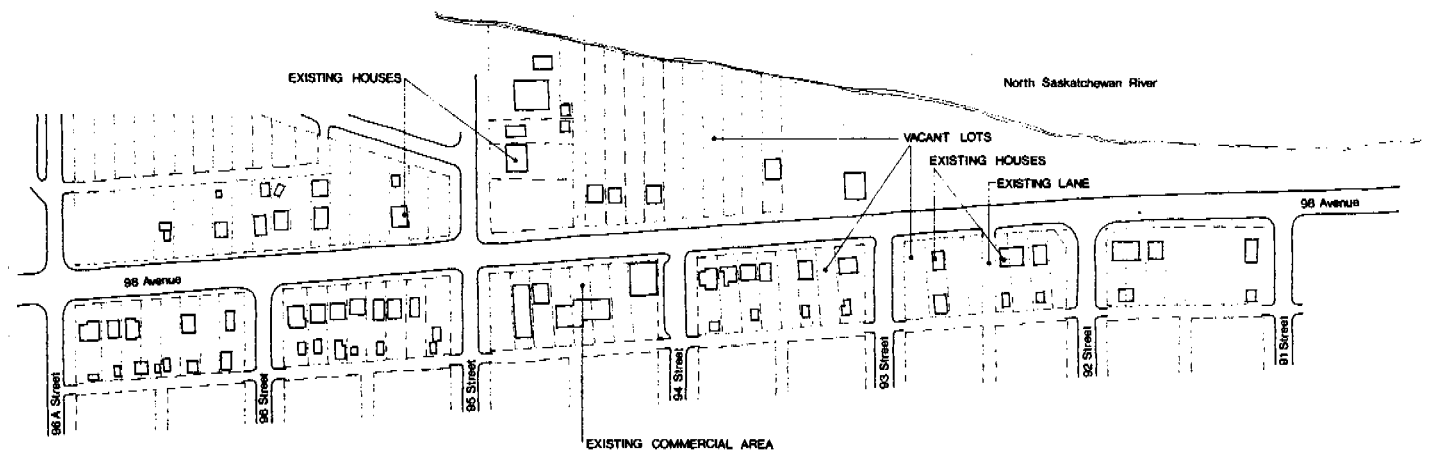 North Saskatchewan River
EXISTING HOUSES
VACANT LOTS
EXISTING HOUSES
EXISTING LANE
98 Avenue
98 Avenue
96 A Street
96 Street
95 Street
94 Street
93 Street
92 Street
91 Street
EXISTING COMMERCIAL AREA